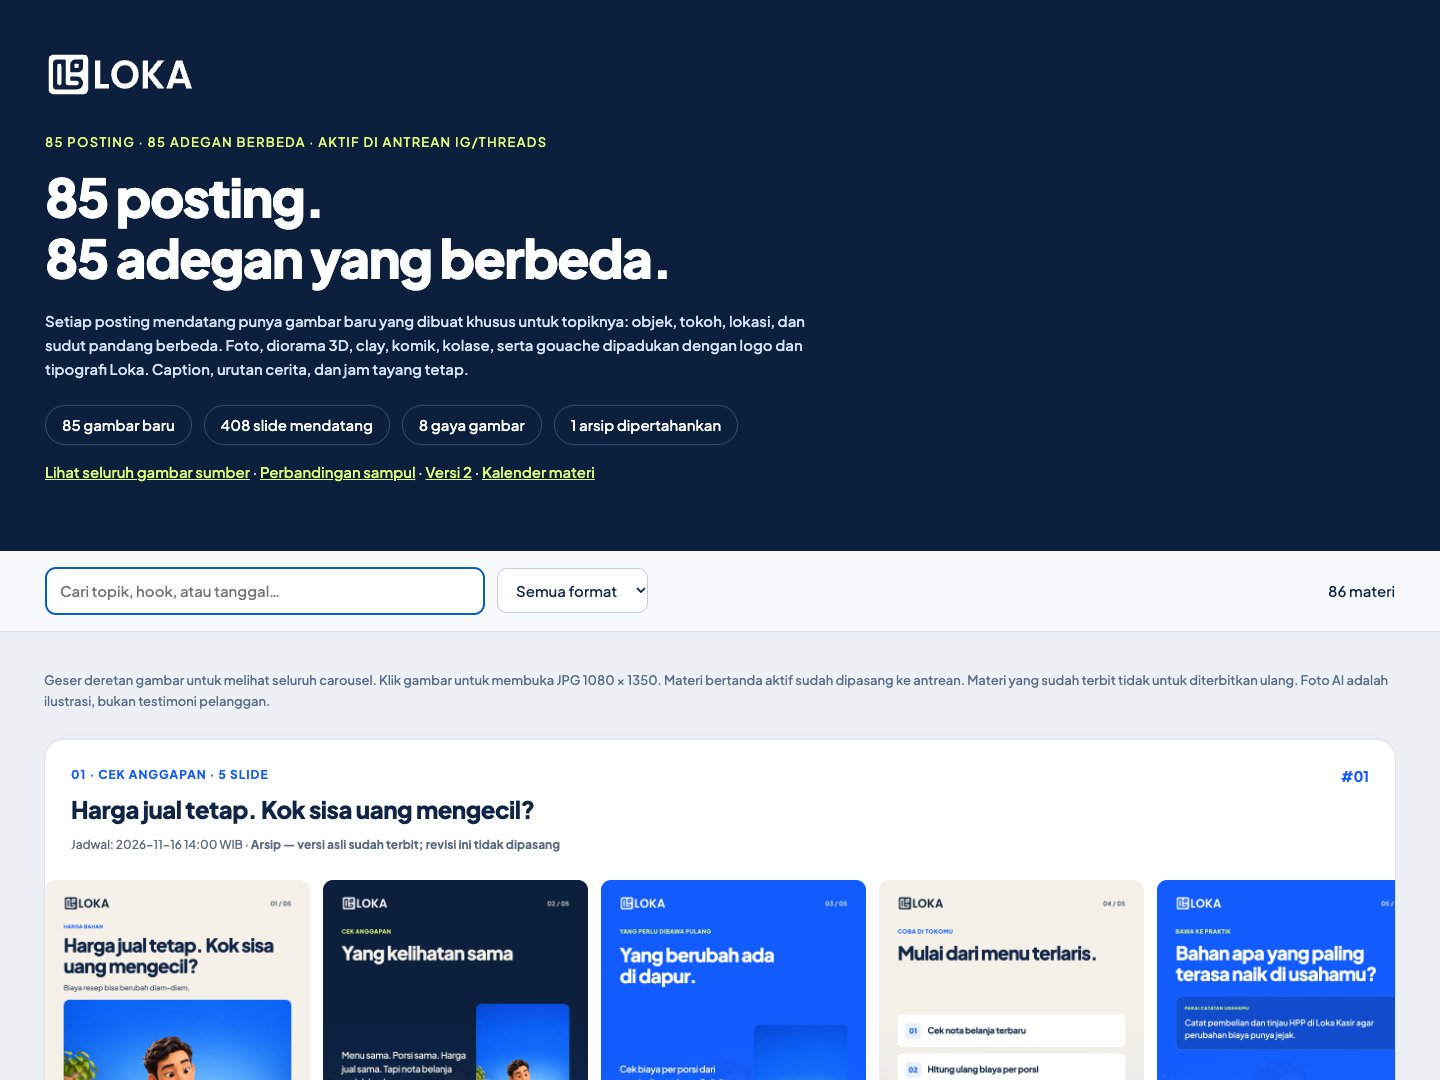 LOKA
85 POSTING · 85 ADEGAN BERBEDA · AKTIF DI ANTREAN IG/THREADS
85 posting.
85 adegan yang berbeda.
Setiap posting mendatang punya gambar baru yang dibuat khusus untuk topiknya: objek, tokoh, lokasi, dan
sudut pandang berbeda. Foto, diorama 3D, clay, komik, kolase, serta gouache dipadukan dengan logo dan
tipografi Loka. Caption, urutan cerita, dan jam tayang tetap.
85 gambar baru
408 slide mendatang
8 gaya gambar
1 arsip dipertahankan
Lihat seluruh gambar sumber · Perbandingan sampul · Versi 2 · Kalender materi
Cari topik, hook, atau tanggal...
Semua format
86 materi
Geser deretan gambar untuk melihat seluruh carousel. Klik gambar untuk membuka JPG 1080 × 1350. Materi bertanda aktif sudah dipasang ke antrean. Materi yang sudah terbit tidak untuk diterbitkan ulang. Foto AI adalah
ilustrasi, bukan testimoni pelanggan.
01 · CEK ANGGAPAN · 5 SLIDE
#01
Harga jual tetap. Kok sisa uang mengecil?
Jadwal: 2026-11-16 14:00 WIB · Arsip — versi asli sudah terbit; revisi ini tidak dipasang
LOKA
01 / 05
HARGA BAHAN
Harga jual tetap. Kok sisa
uang mengecil?
Biaya resep bisa berubah diam-diam.
LOKA
02 / 05
CEK ANGGAPAN
Yang kelihatan sama
Menu sama. Porsi sama. Harga
jual sama. Tapi nota belanja
LOKA
03 / 05
YANG PERLU DIBAWA PULANG
Yang berubah ada
di dapur.
Cek biaya per porsi dari
LOKA
04 / 05
COBA DI TOKOMU
Mulai dari menu terlaris.
01 Cek nota belanja terbaru
02 Hitung ulang biaya per porsi
LOKA
05 /
BAWA KE PRAKTIK
Bahan apa yang paling
terasa naik di usahamu?
PAKAI CATATAN USAHAMU
Catat pembelian dan tinjau HPP di Loka Kasir agar
perubahan biaya punya jejak.